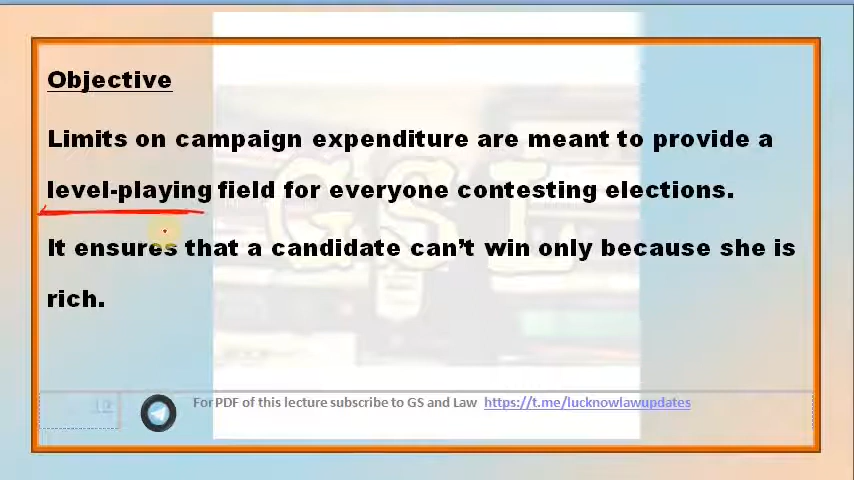 Objective
Limits on campaign expenditure are meant to provide a
level-playing field for everyone contesting elections.
It ensures that a candidate can’t win only because she is
rich.
GSL
12
For PDF of this lecture subscribe to GS and Law https://t.me/lucknowlawupdates